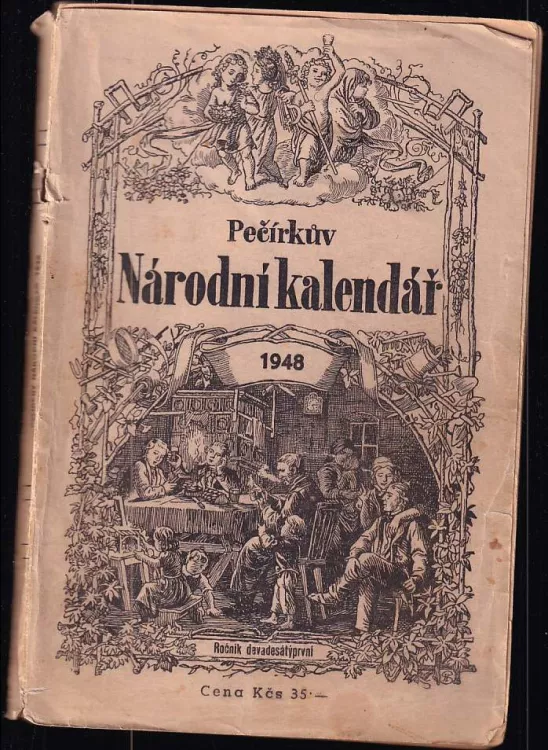 Pečírkův
Národní kalendář
1948
Ročník devadesátýprvní
Cena Kčs 35·—